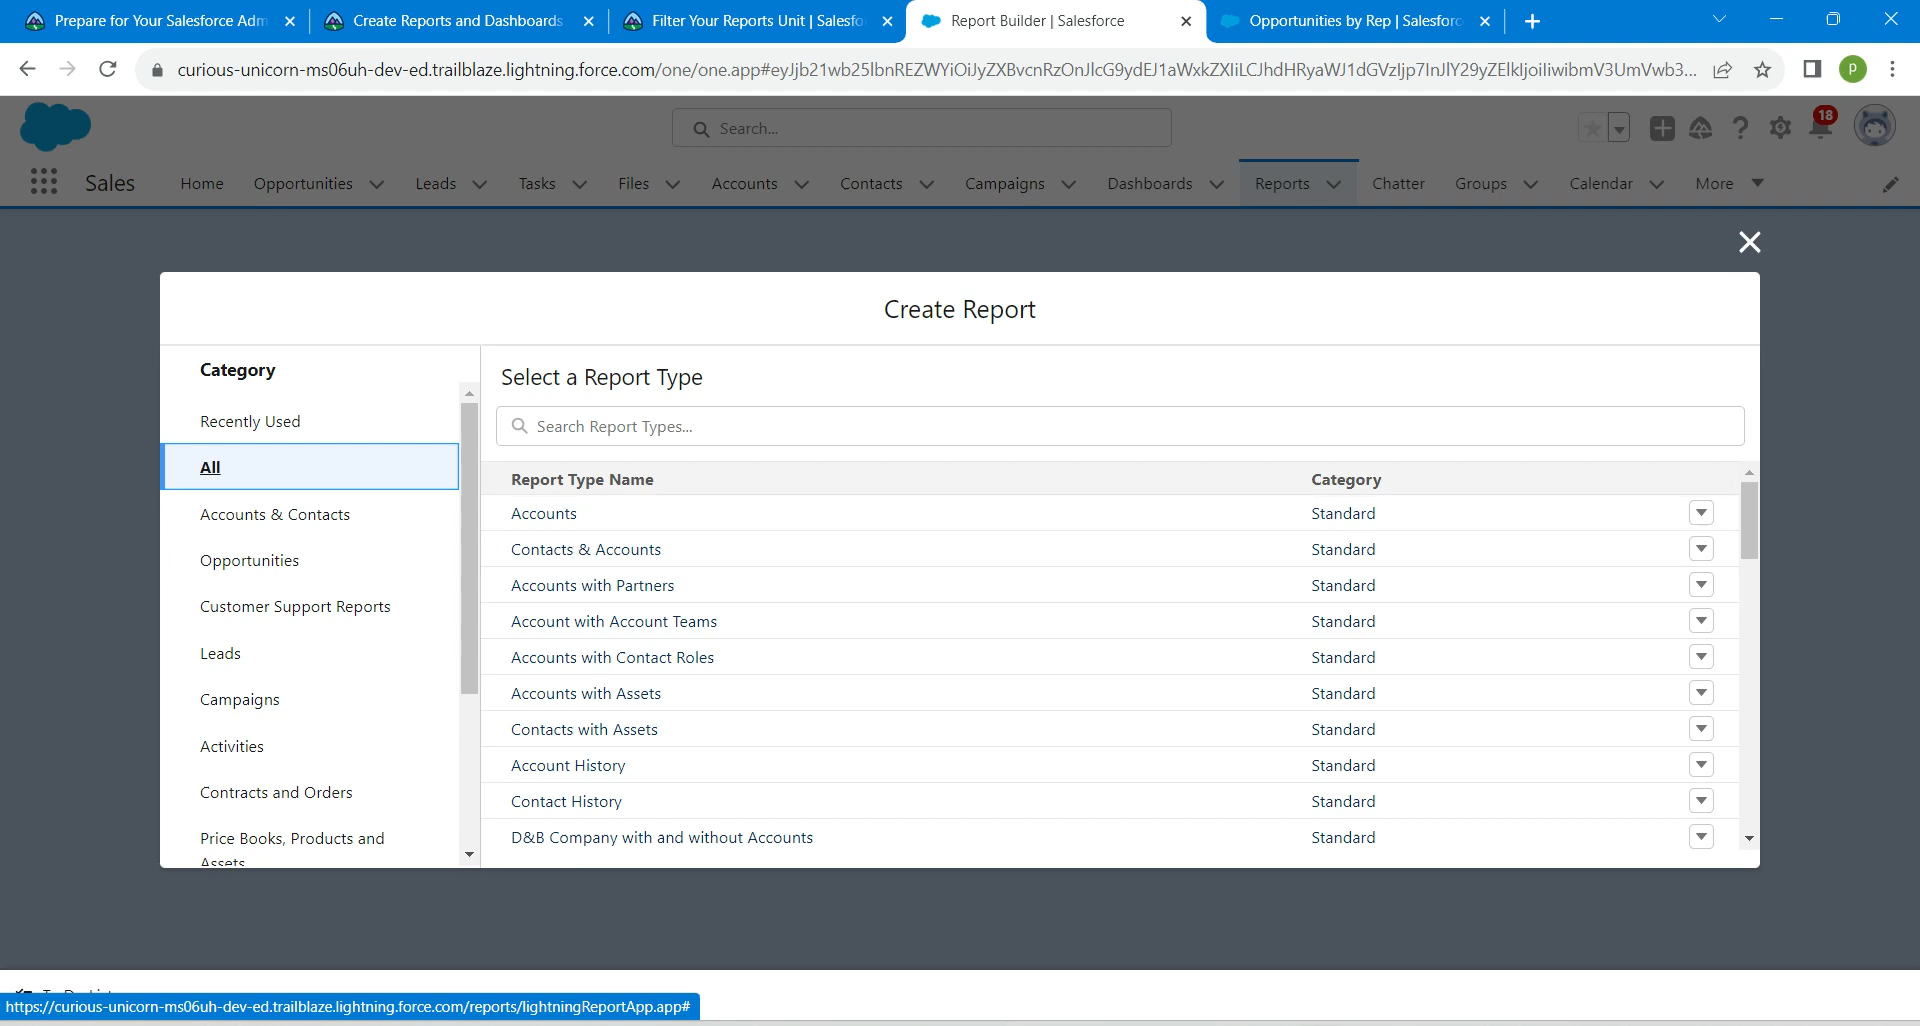 Prepare for Your Salesforce Adm
Create Reports and Dashboards
Filter Your Reports Unit | Salesfo
Report Builder | Salesforce
Opportunities by Rep | Salesforc
curious-unicorn-ms06uh-dev-ed.trailblaze.lightning.force.com/one/one.app#eyJjb21wb25lbnREZWYiOiJyZXBvcnRzOnJlcG9ydEJ1aWxkZXIiLCJhdHRyaWJ1dGVzIjp7InJlY29yZElkIjoiIiwibmV3UmVwb3...
P
Search...
18
Sales
Home
Opportunities
Leads
Tasks
Files
Accounts
Contacts
Campaigns
Dashboards
Reports
Chatter
Groups
Calendar
More
Create Report
Category
Recently Used
All
Accounts & Contacts
Opportunities
Customer Support Reports
Leads
Campaigns
Activities
Contracts and Orders
Price Books, Products and
Assets
Select a Report Type
Search Report Types...
Report Type Name Category
Accounts Standard
Contacts & Accounts Standard
Accounts with Partners Standard
Account with Account Teams Standard
Accounts with Contact Roles Standard
Accounts with Assets Standard
Contacts with Assets Standard
Account History Standard
Contact History Standard
D&B Company with and without Accounts Standard
https://curious-unicorn-ms06uh-dev-ed.trailblaze.lightning.force.com/reports/lightningReportApp.app#